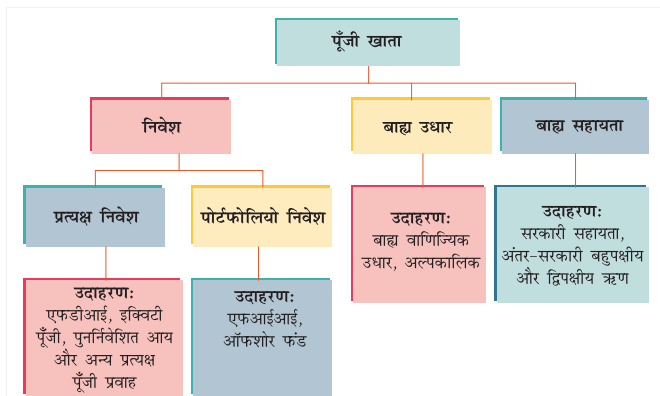 पूँजी खाता
निवेश
बाह्य उधार
बाह्य सहायता
प्रत्यक्ष निवेश
पोर्टफोलियो निवेश
उदाहरण:
बाह्य वाणिज्यिक
उधार, अल्पकालिक
उदाहरण:
सरकारी सहायता,
अंतर-सरकारी बहुपक्षीय
और द्विपक्षीय ऋण
उदाहरण:
एफडीआई, इक्विटी
पूँजी, पुनर्निवेशित आय
और अन्य प्रत्यक्ष
पूँजी प्रवाह
उदाहरण:
एफआईआई,
ऑफशोर फंड